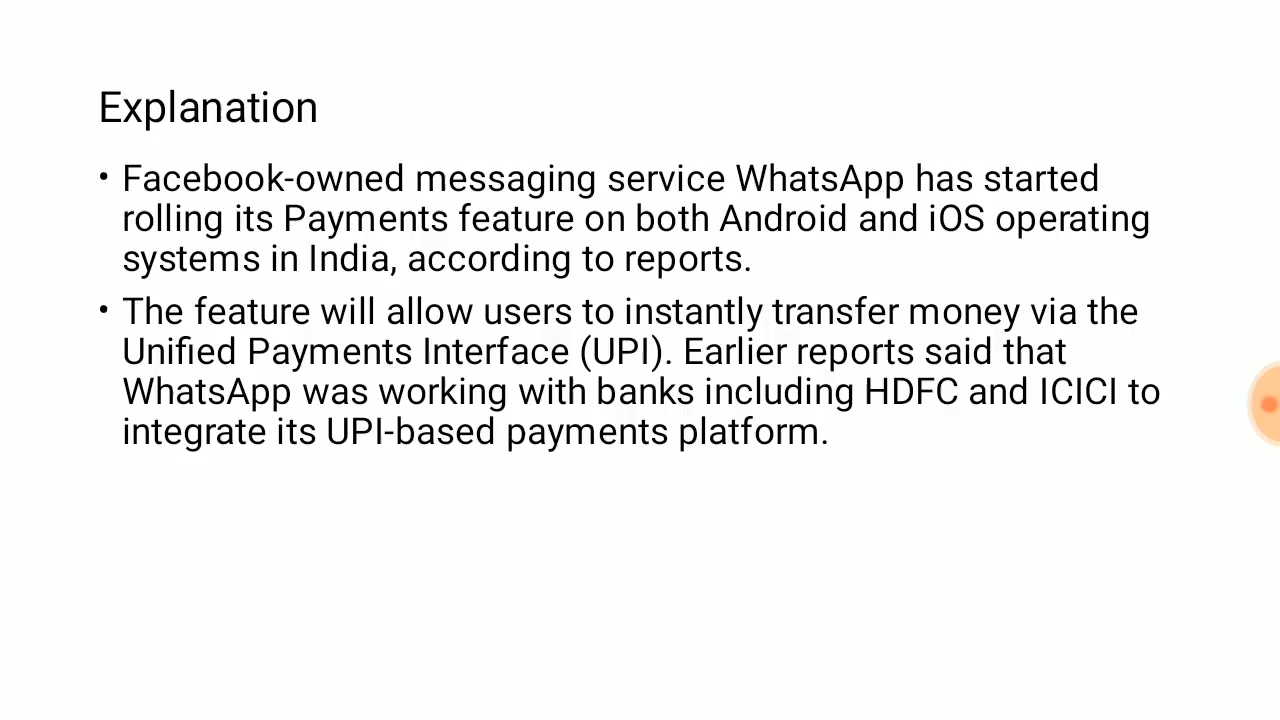 Explanation
• Facebook-owned messaging service WhatsApp has started
rolling its Payments feature on both Android and iOS operating
systems in India, according to reports.
• The feature will allow users to instantly transfer money via the
Unified Payments Interface (UPI). Earlier reports said that
WhatsApp was working with banks including HDFC and ICICI to
integrate its UPI-based payments platform.